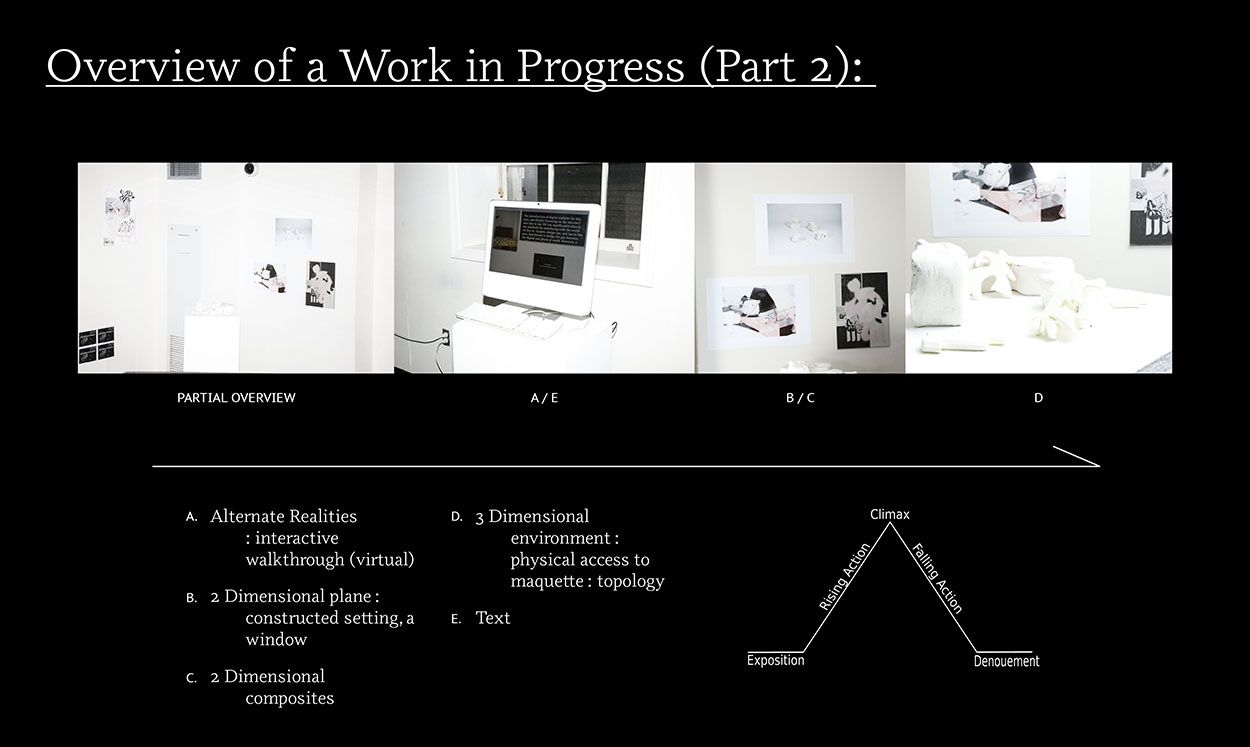 Overview of a Work in Progress (Part 2):
PARTIAL OVERVIEW
A / E
B / C
D
A. Alternate Realities
: interactive
walkthrough (virtual)
B. 2 Dimensional plane :
constructed setting, a
window
C. 2 Dimensional
composites
D. 3 Dimensional
environment :
physical access to
maquette : topology
E. Text
Climax
Rising Action
Falling Action
Exposition
Denouement